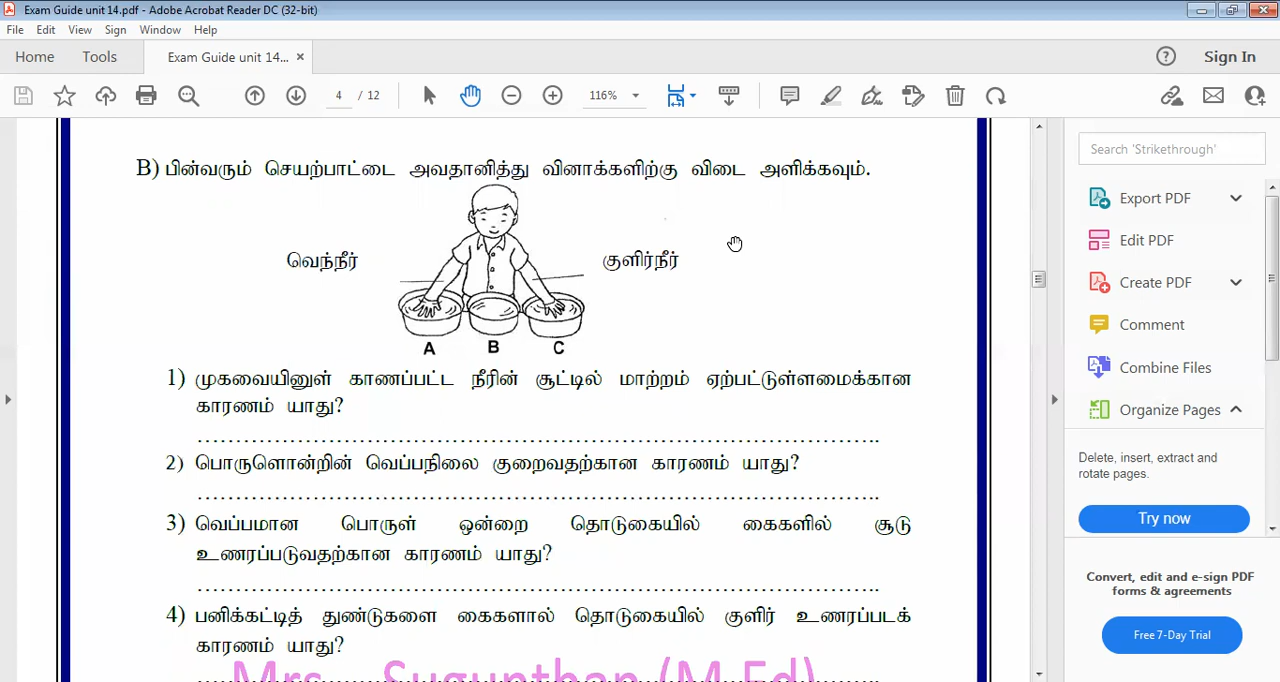 Exam Guide unit 14.pdf - Adobe Acrobat Reader DC (32-bit)
File Edit View Sign Window Help
Home Tools Exam Guide unit 14... × Sign In
4 / 12 116%
B) பின்வரும் செயற்பாட்டை அவதானித்து வினாக்களிற்கு விடை அளிக்கவும்.
வெந்நீர் குளிர்நீர்
A B C
1) முகவையினுள் காணப்பட்ட நீரின் சூட்டில் மாற்றம் ஏற்பட்டுள்ளமைக்கான
காரணம் யாது?
…………………………………………………………………………..
2) பொருளொன்றின் வெப்பநிலை குறைவதற்கான காரணம் யாது?
…………………………………………………………………………..
3) வெப்பமான பொருள் ஒன்றை தொடுகையில் கைகளில் சூடு
உணரப்படுவதற்கான காரணம் யாது?
…………………………………………………………………………..
4) பனிக்கட்டித் துண்டுகளை கைகளால் தொடுகையில் குளிர் உணரப்படக்
காரணம் யாது?
Mrs. Sugunthan (M.Ed)
Search 'Strikethrough'
Export PDF
Edit PDF
Create PDF
Comment
Combine Files
Organize Pages
Delete, insert, extract and
rotate pages.
Try now
Convert, edit and e-sign PDF
forms & agreements
Free 7-Day Trial